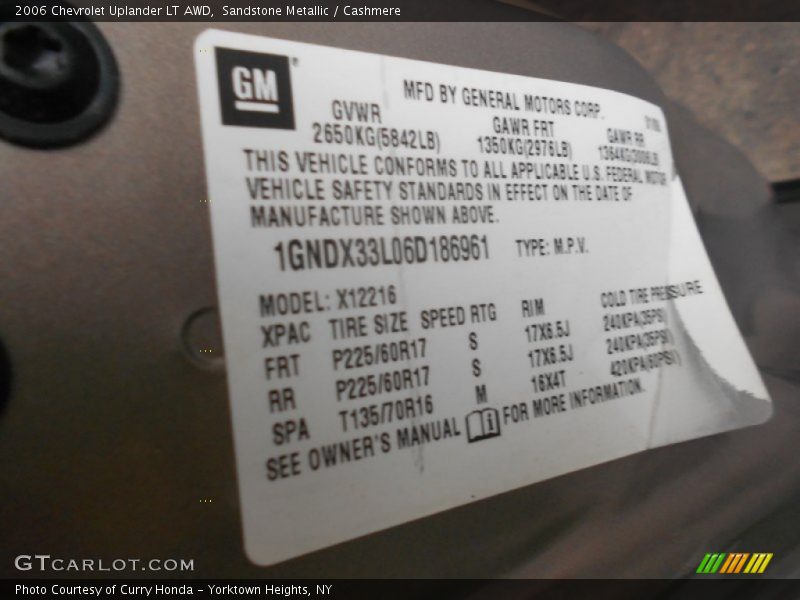 2006 Chevrolet Uplander LT AWD, Sandstone Metallic / Cashmere
GM
MFD BY GENERAL MOTORS CORP.
GVWR GAWR FRT GAWR RR
2650KG(5842LB) 1350KG(2976LB) 1364KG(3006LB
THIS VEHICLE CONFORMS TO ALL APPLICABLE U.S. FEDERAL MOTOR
VEHICLE SAFETY STANDARDS IN EFFECT ON THE DATE OF
MANUFACTURE SHOWN ABOVE.
1GNDX33L06D186961 TYPE: M.P.V.
MODEL: X12216
XPAC TIRE SIZE SPEED RTG RIM COLD TIRE PRESSURE
FRT P225/60R17 S 17X6.5J 240KPA(35PSI)
RR P225/60R17 S 17X6.5J 240KPA(35PSI)
SPA T135/70R16 M 16X4T 420KPA(60PSI)
SEE OWNER'S MANUAL FOR MORE INFORMATION.
GTCARLOT.COM
Photo Courtesy of Curry Honda - Yorktown Heights, NY